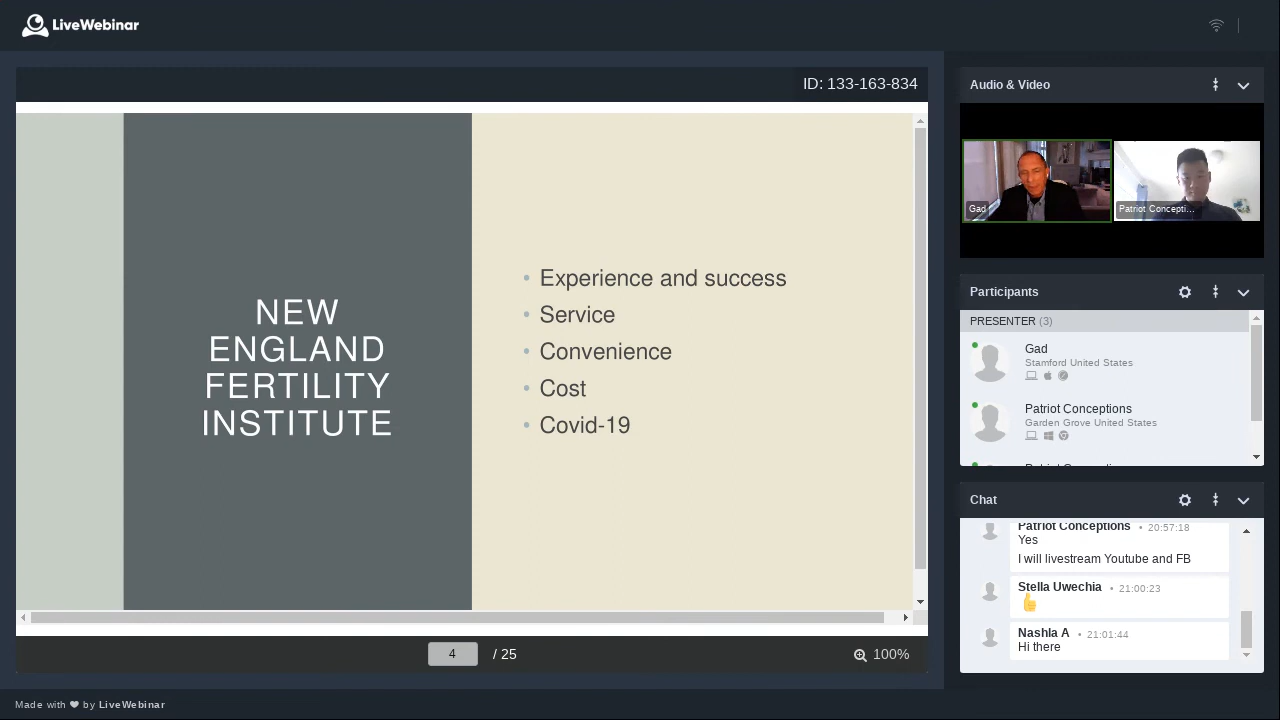 LiveWebinar
ID: 133-163-834
NEW
ENGLAND
FERTILITY
INSTITUTE
• Experience and success
• Service
• Convenience
• Cost
• Covid-19
4 / 25
100%
Audio & Video
Gad
Patriot Concepti...
Participants
PRESENTER (3)
Gad
Stamford United States
Patriot Conceptions
Garden Grove United States
Chat
Patriot Conceptions • 20:57:18
Yes
I will livestream Youtube and FB
Stella Uwechia • 21:00:23
👍
Nashla A • 21:01:44
Hi there
Made with ❤ by LiveWebinar